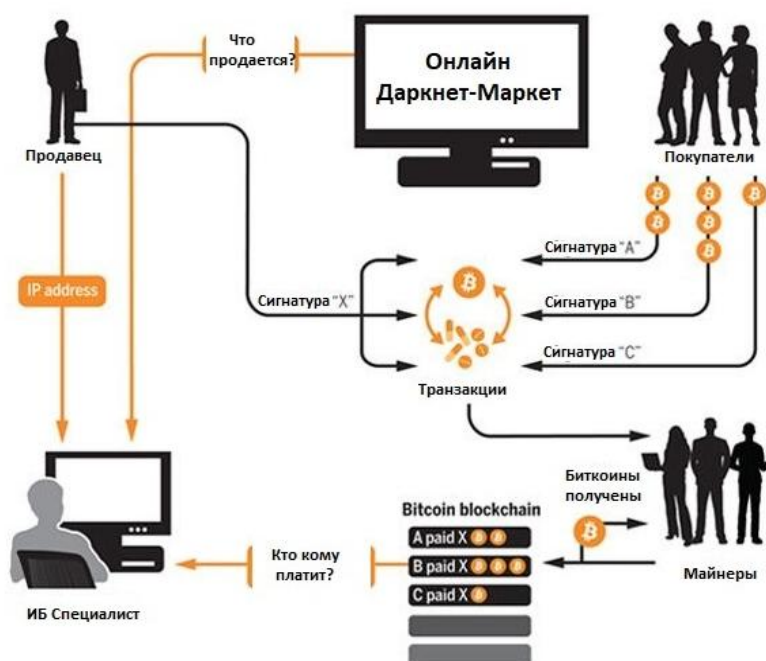 Что
продается?
Онлайн
Даркнет-Маркет
Продавец
Покупатели
IP address
Сигнатура "X"
Сигнатура "A"
Сигнатура "B"
Сигнатура "C"
Транзакции
Биткоины
получены
Майнеры
Bitcoin blockchain
A paid X
B paid X
C paid X
Кто кому
платит?
ИБ Специалист